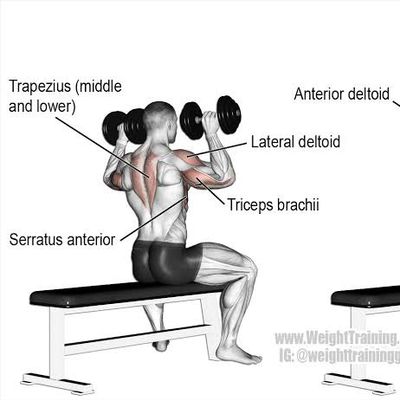 Trapezius (middle
and lower)
Anterior deltoid
Lateral deltoid
Triceps brachii
Serratus anterior
www.WeightTraining.
IG: @weighttrainingg